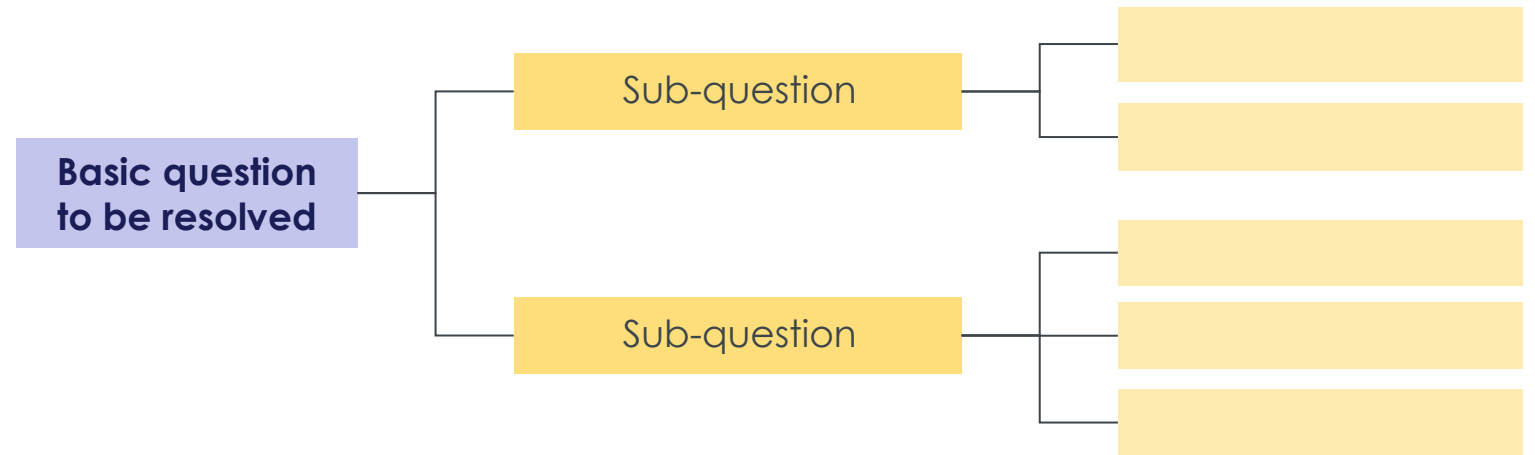 Basic question
to be resolved
Sub-question
Sub-question